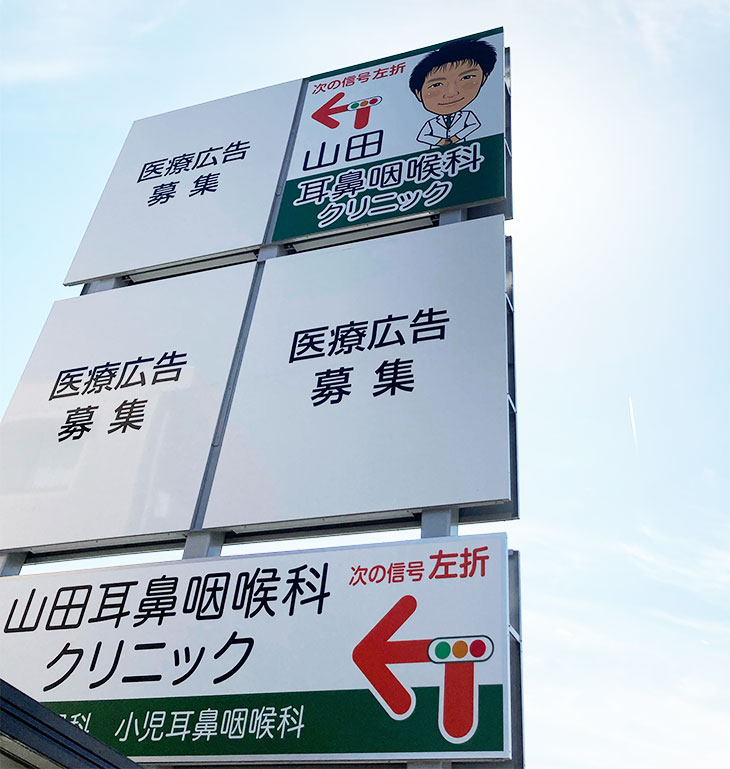 医療広告
募集
次の信号左折
山田
耳鼻咽喉科
クリニック
医療広告
募集
医療広告
募集
山田耳鼻咽喉科
クリニック
次の信号左折
科 小児耳鼻咽喉科